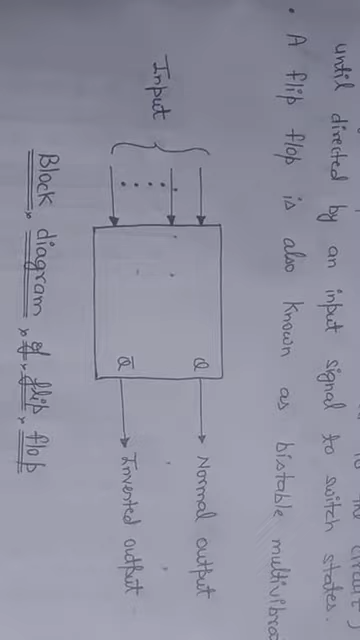 until directed by an input signal to switch states.
• A flip flop is also known as bistable
Input
Q Normal output
Q̅ Inverted output
Block diagram of flip flop